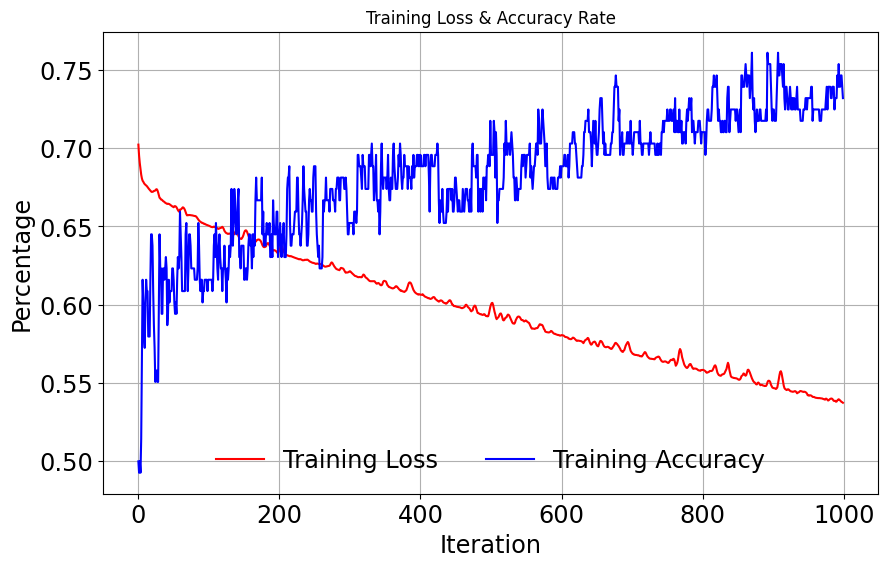 Training Loss & Accuracy Rate
Percentage
0.75
0.70
0.65
0.60
0.55
0.50
Training Loss
Training Accuracy
0 200 400 600 800 1000
Iteration